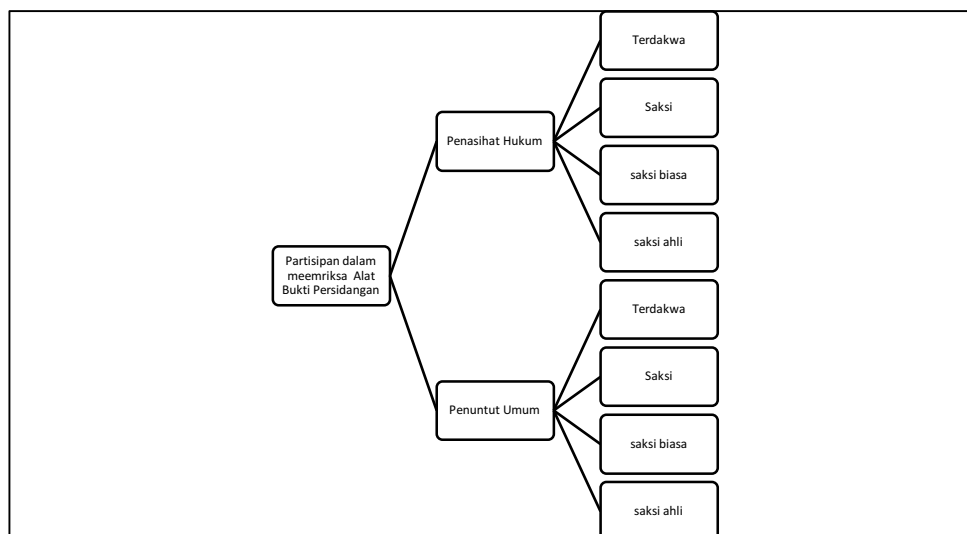 Partisipan dalam
meemriksa Alat
Bukti Persidangan
Penasihat Hukum
Terdakwa
Saksi
saksi biasa
saksi ahli
Penuntut Umum
Terdakwa
Saksi
saksi biasa
saksi ahli